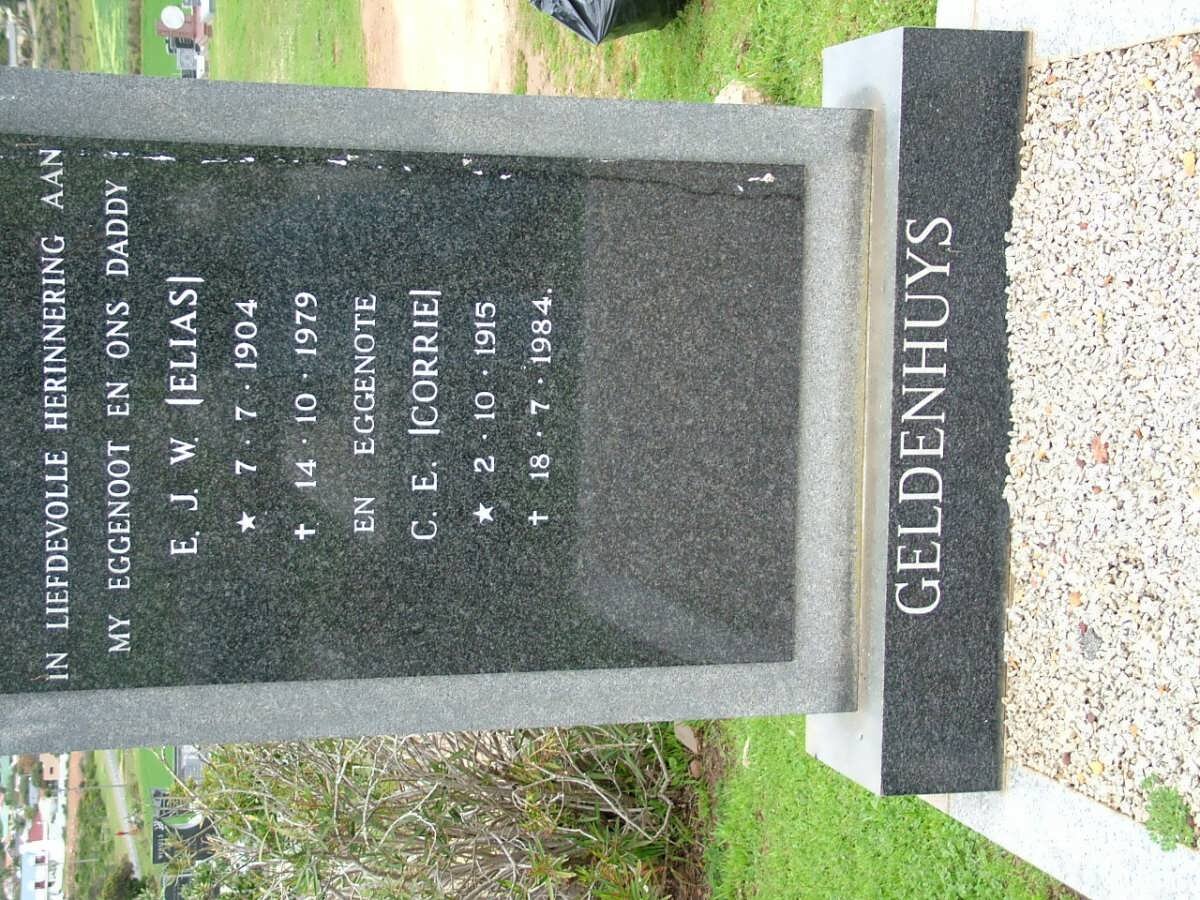 IN LIEFDEVOLLE HERINNERING AAN
MY EGGENOOT EN ONS DADDY
E. J. W. (ELIAS)
★ 7·7·1904
✝ 14·10·1979
EN EGGENOTE
C. E. (CORRIE)
★ 2·10·1915
✝ 18·7·1984.
GELDENHUYS